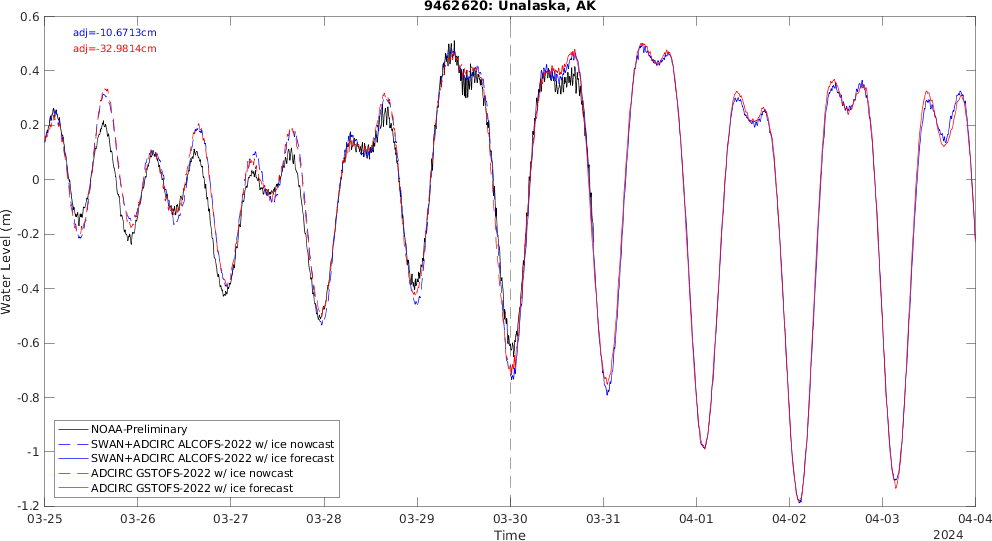 9462620: Unalaska, AK
adj=-10.6713cm
adj=-32.9814cm
0.6
0.4
0.2
0
-0.2
-0.4
-0.6
-0.8
-1
-1.2
Water Level (m)
NOAA-Preliminary
SWAN+ADCIRC ALCOFS-2022 w/ ice nowcast
SWAN+ADCIRC ALCOFS-2022 w/ ice forecast
ADCIRC GSTOFS-2022 w/ ice nowcast
ADCIRC GSTOFS-2022 w/ ice forecast
03-25 03-26 03-27 03-28 03-29 03-30 03-31 04-01 04-02 04-03 04-04
Time
2024